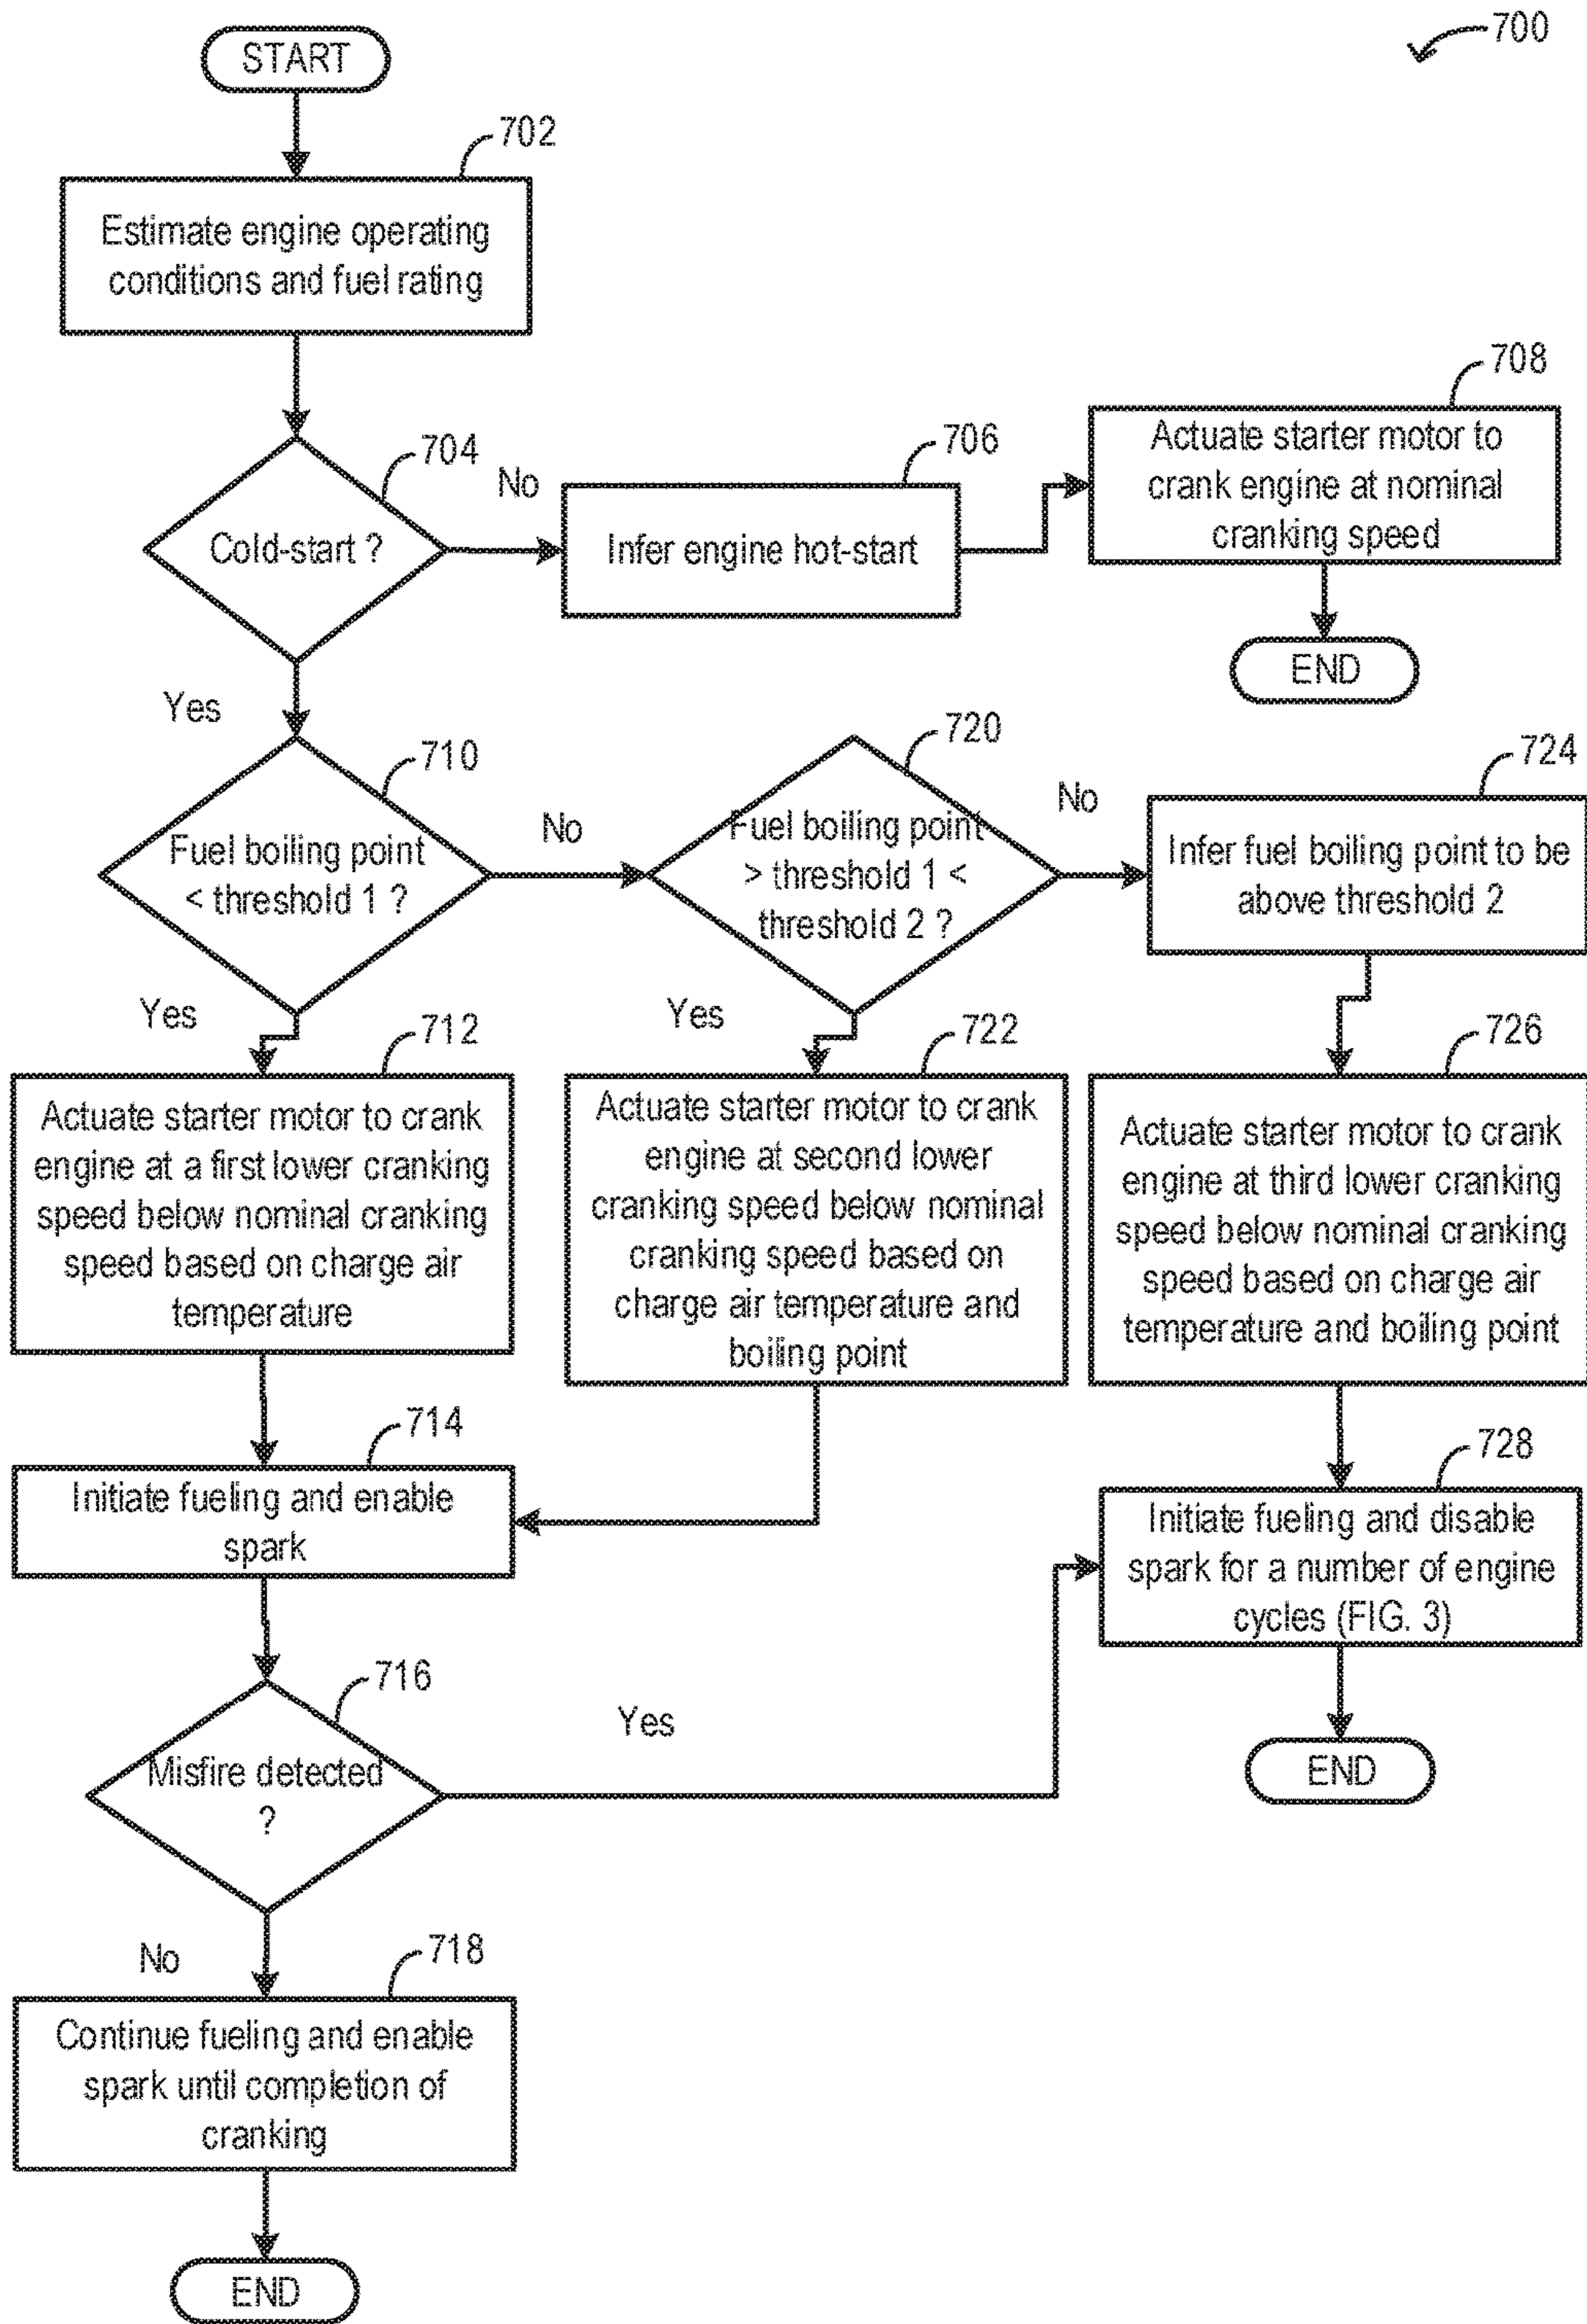 700
START
702
Estimate engine operating
conditions and fuel rating
704
Cold-start ?
No
706
Infer engine hot-start
708
Actuate starter motor to
crank engine at nominal
cranking speed
END
Yes
710
Fuel boiling point
< threshold 1 ?
No
720
Fuel boiling point
> threshold 1 <
threshold 2 ?
No
724
Infer fuel boiling point to be
above threshold 2
Yes
712
Actuate starter motor to crank
engine at a first lower cranking
speed below nominal cranking
speed based on charge air
temperature
Yes
722
Actuate starter motor to crank
engine at second lower
cranking speed below nominal
cranking speed based on
charge air temperature and
boiling point
726
Actuate starter motor to crank
engine at third lower cranking
speed below nominal cranking
speed based on charge air
temperature and boiling point
714
Initiate fueling and enable
spark
728
Initiate fueling and disable
spark for a number of engine
cycles (FIG. 3)
END
716
Misfire detected
?
Yes
No
718
Continue fueling and enable
spark until completion of
cranking
END